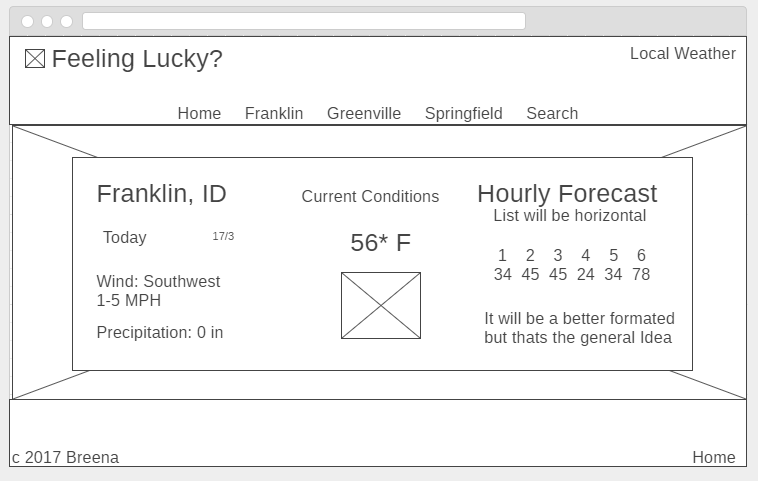 Feeling Lucky?
Local Weather
Home Franklin Greenville Springfield Search
Franklin, ID
Today 17/3
Wind: Southwest
1-5 MPH
Precipitation: 0 in
Current Conditions
56* F
Hourly Forecast
List will be horizontal
1 2 3 4 5 6
34 45 45 24 34 78
It will be a better formated
but thats the general Idea
c 2017 Breena
Home